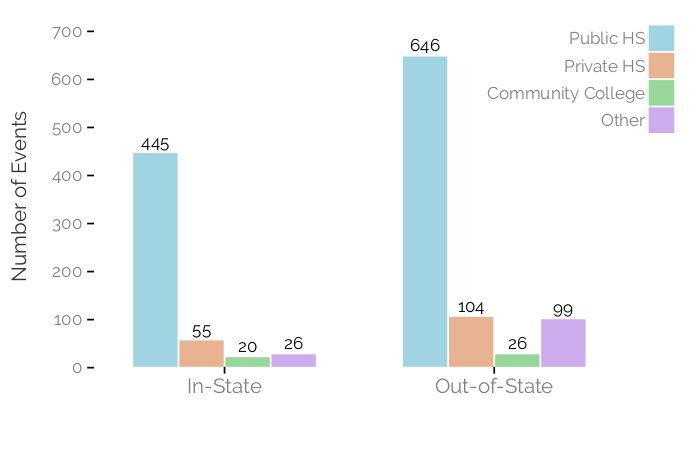 Number of Events
700
600
500
400
300
200
100
0
445
55
20
26
646
104
26
99
In-State
Out-of-State
Public HS
Private HS
Community College
Other